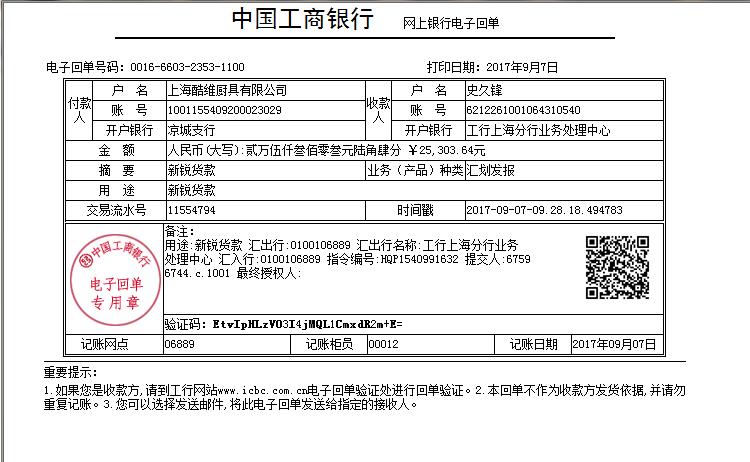 中国工商银行 网上银行电子回单
电子回单号码：0016-6603-2353-1100 打印日期：2017年9月7日
付款人 户 名 上海酷维厨具有限公司 收款人 户 名 史久锋
账 号 1001155409200023029 账 号 6212261001064310540
开户银行 凉城支行 开户银行 工行上海分行业务处理中心
金 额 人民币(大写):贰万伍仟叁佰零叁元陆角肆分 ￥25,303.64元
摘 要 新锐货款 业务（产品）种类 汇划发报
用 途 新锐货款
交易流水号 11554794 时间戳 2017-09-07-09.28.18.494783
中国工商银行
电子回单
专用章
备注：
用途:新锐货款 汇出行:0100106889 汇出行名称:工行上海分行业务
处理中心 汇入行:0100106889 指令编号:HQP1540991632 提交人:6759
6744.c.1001 最终授权人:
验证码：EtvIpHLzVO3I4jMQL1CmxdR2m+E=
记账网点 06889 记账柜员 00012 记账日期 2017年09月07日
重要提示：
1.如果您是收款方,请到工行网站www.icbc.com.cn电子回单验证处进行回单验证。2.本回单不作为收款方发货依据,并请勿
重复记账。3.您可以选择发送邮件,将此电子回单发送给指定的接收人。